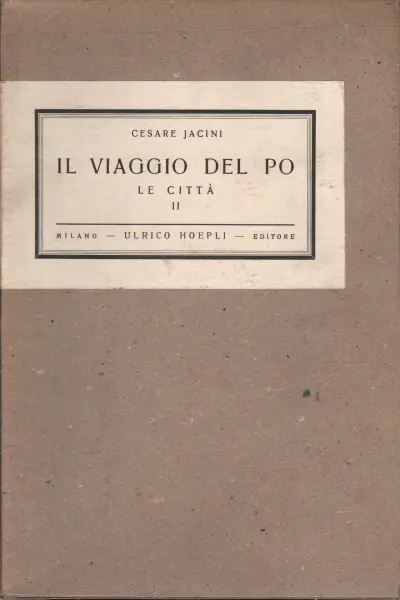 CESARE JACINI
IL VIAGGIO DEL PO
LE CITTÀ
II
MILANO — ULRICO HOEPLI — EDITORE